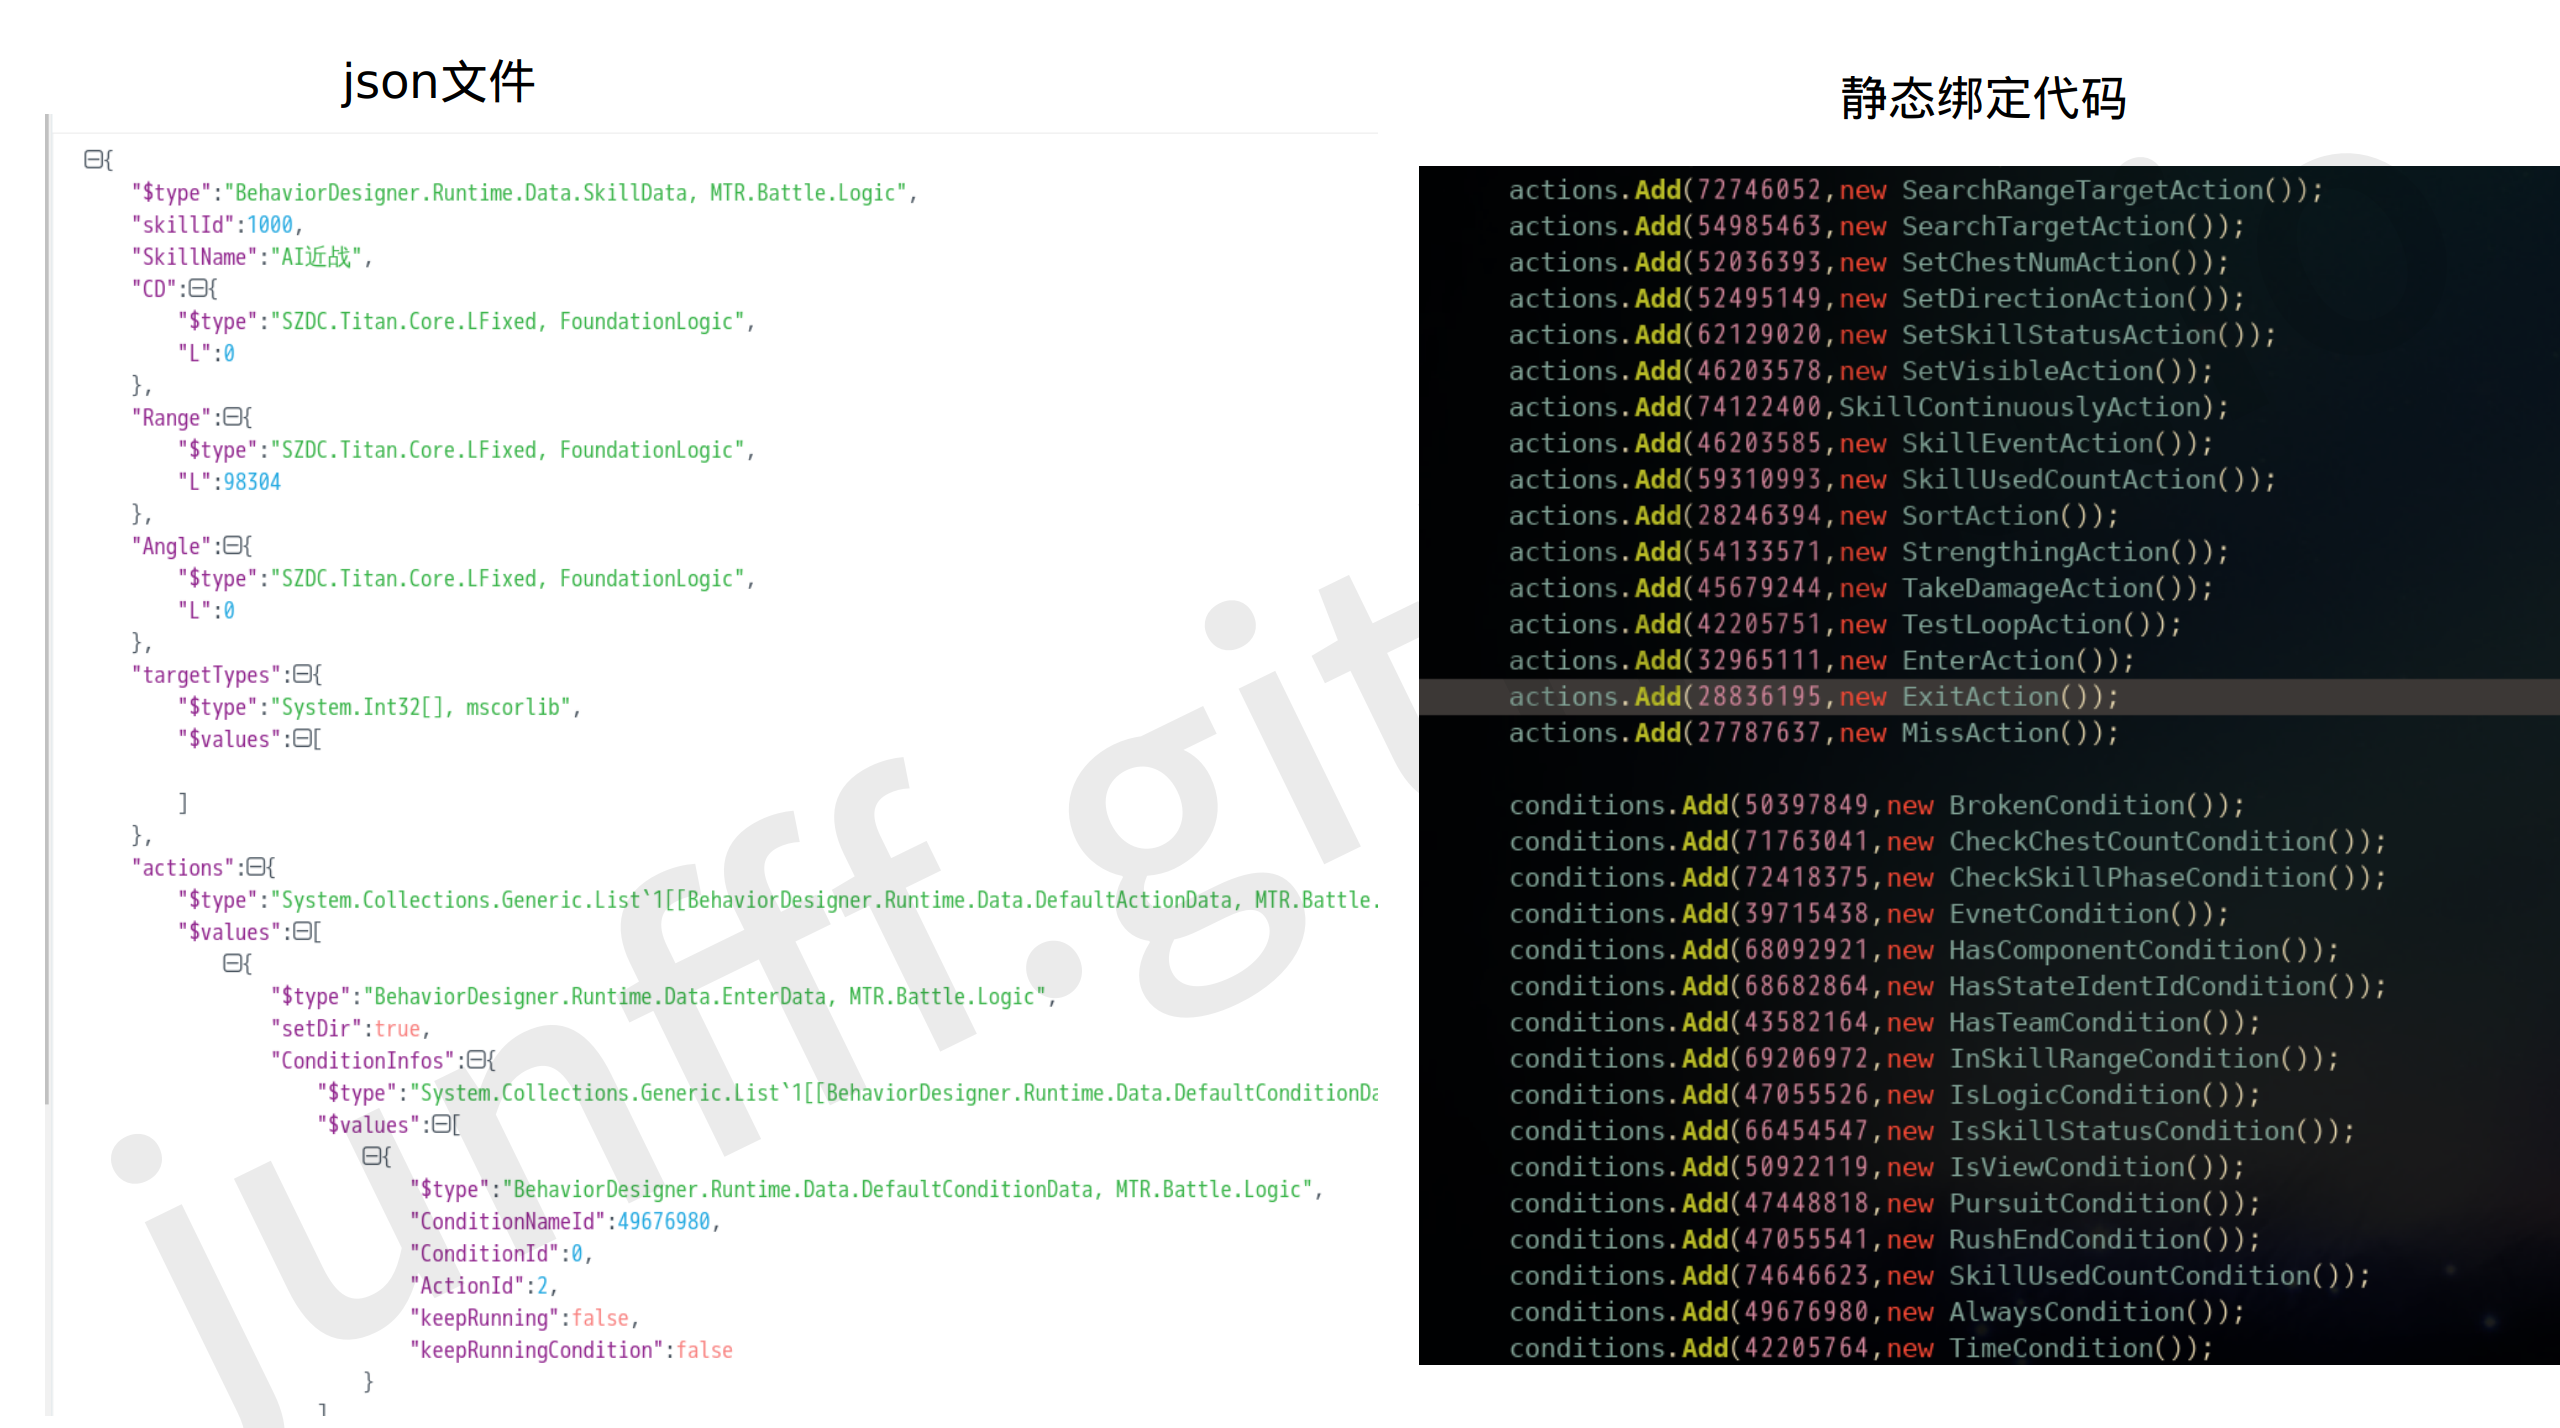 json文件
{
"$type":"BehaviorDesigner.Runtime.Data.SkillData, MTR.Battle.Logic",
"skillId":1000,
"SkillName":"AI近战",
"CD":{
"$type":"SZDC.Titan.Core.LFixed, FoundationLogic",
"L":0
},
"Range":{
"$type":"SZDC.Titan.Core.LFixed, FoundationLogic",
"L":98304
},
"Angle":{
"$type":"SZDC.Titan.Core.LFixed, FoundationLogic",
"L":0
},
"targetTypes":{
"$type":"System.Int32[], mscorlib",
"$values":[
]
},
"actions":{
"$type":"System.Collections.Generic.List`1[[BehaviorDesigner.Runtime.Data.DefaultActionData, MTR.Battle.
"$values":[
{
"$type":"BehaviorDesigner.Runtime.Data.EnterData, MTR.Battle.Logic",
"setDir":true,
"ConditionInfos":{
"$type":"System.Collections.Generic.List`1[[BehaviorDesigner.Runtime.Data.DefaultConditionDa
"$values":[
{
"$type":"BehaviorDesigner.Runtime.Data.DefaultConditionData, MTR.Battle.Logic",
"ConditionNameId":49676980,
"ConditionId":0,
"ActionId":2,
"keepRunning":false,
"keepRunningCondition":false
}
]
静态绑定代码
actions.Add(72746052,new SearchRangeTargetAction());
actions.Add(54985463,new SearchTargetAction());
actions.Add(52036393,new SetChestNumAction());
actions.Add(52495149,new SetDirectionAction());
actions.Add(62129020,new SetSkillStatusAction());
actions.Add(46203578,new SetVisibleAction());
actions.Add(74122400,SkillContinuouslyAction);
actions.Add(46203585,new SkillEventAction());
actions.Add(59310993,new SkillUsedCountAction());
actions.Add(28246394,new SortAction());
actions.Add(54133571,new StrengthingAction());
actions.Add(45679244,new TakeDamageAction());
actions.Add(42205751,new TestLoopAction());
actions.Add(32965111,new EnterAction());
actions.Add(28836195,new ExitAction());
actions.Add(27787637,new MissAction());
conditions.Add(50397849,new BrokenCondition());
conditions.Add(71763041,new CheckChestCountCondition());
conditions.Add(72418375,new CheckSkillPhaseCondition());
conditions.Add(39715438,new EvnetCondition());
conditions.Add(68092921,new HasComponentCondition());
conditions.Add(68682864,new HasStateIdentIdCondition());
conditions.Add(43582164,new HasTeamCondition());
conditions.Add(69206972,new InSkillRangeCondition());
conditions.Add(47055526,new IsLogicCondition());
conditions.Add(66454547,new IsSkillStatusCondition());
conditions.Add(50922119,new IsViewCondition());
conditions.Add(47448818,new PursuitCondition());
conditions.Add(47055541,new RushEndCondition());
conditions.Add(74646623,new SkillUsedCountCondition());
conditions.Add(49676980,new AlwaysCondition());
conditions.Add(42205764,new TimeCondition());
junfff.git